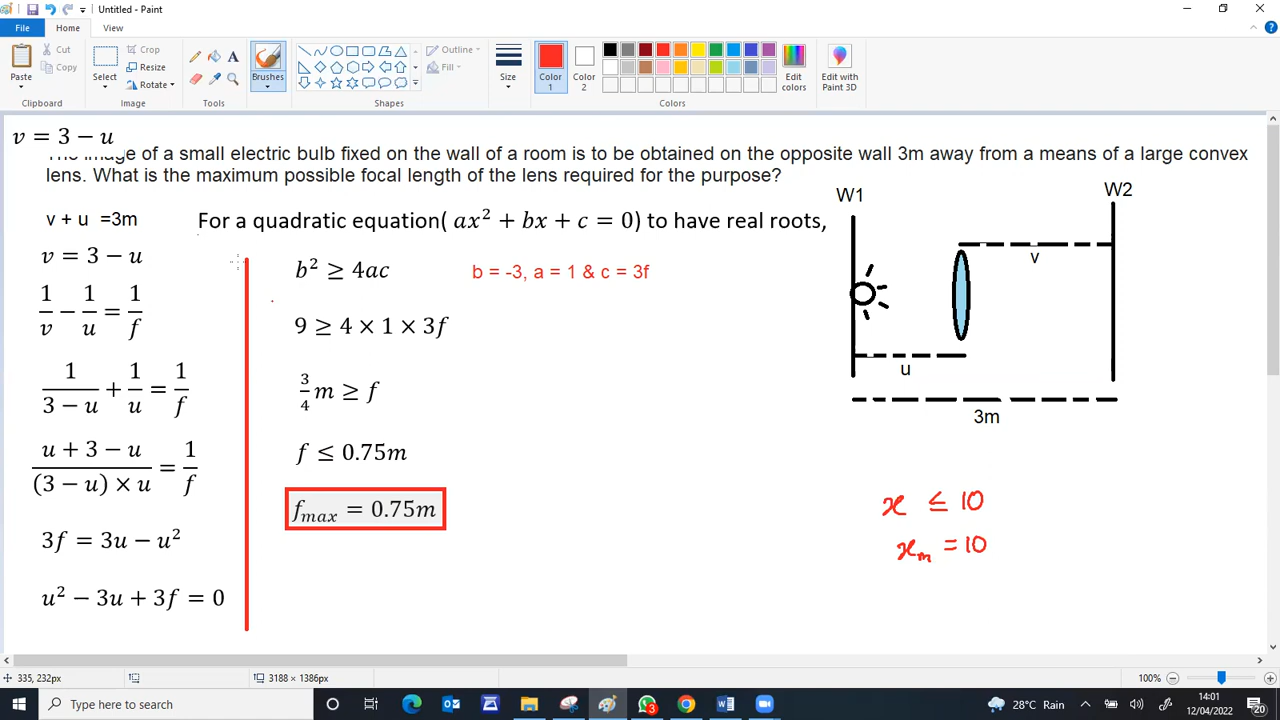 Untitled - Paint
File
Home
View
Paste
Cut
Copy
Clipboard
Select
Crop
Resize
Rotate
Image
Tools
Brushes
Shapes
Outline
Fill
Size
Color 1
Color 2
Edit colors
Edit with Paint 3D
Colors
v = 3 − u
The image of a small electric bulb fixed on the wall of a room is to be obtained on the opposite wall 3m away from a means of a large convex
lens. What is the maximum possible focal length of the lens required for the purpose?
v + u =3m
For a quadratic equation( ax² + bx + c = 0) to have real roots,
v = 3 − u
1/v − 1/u = 1/f
1/(3 − u) + 1/u = 1/f
(u + 3 − u)/((3 − u) × u) = 1/f
3f = 3u − u²
u² − 3u + 3f = 0
b² ≥ 4ac
b = -3, a = 1 & c = 3f
9 ≥ 4 × 1 × 3f
3/4 m ≥ f
f ≤ 0.75m
fmax = 0.75m
W1
W2
v
u
3m
x ≤ 10
xm = 10
335, 232px
3188 × 1386px
100%
Type here to search
3
28°C Rain
14:01
12/04/2022
20